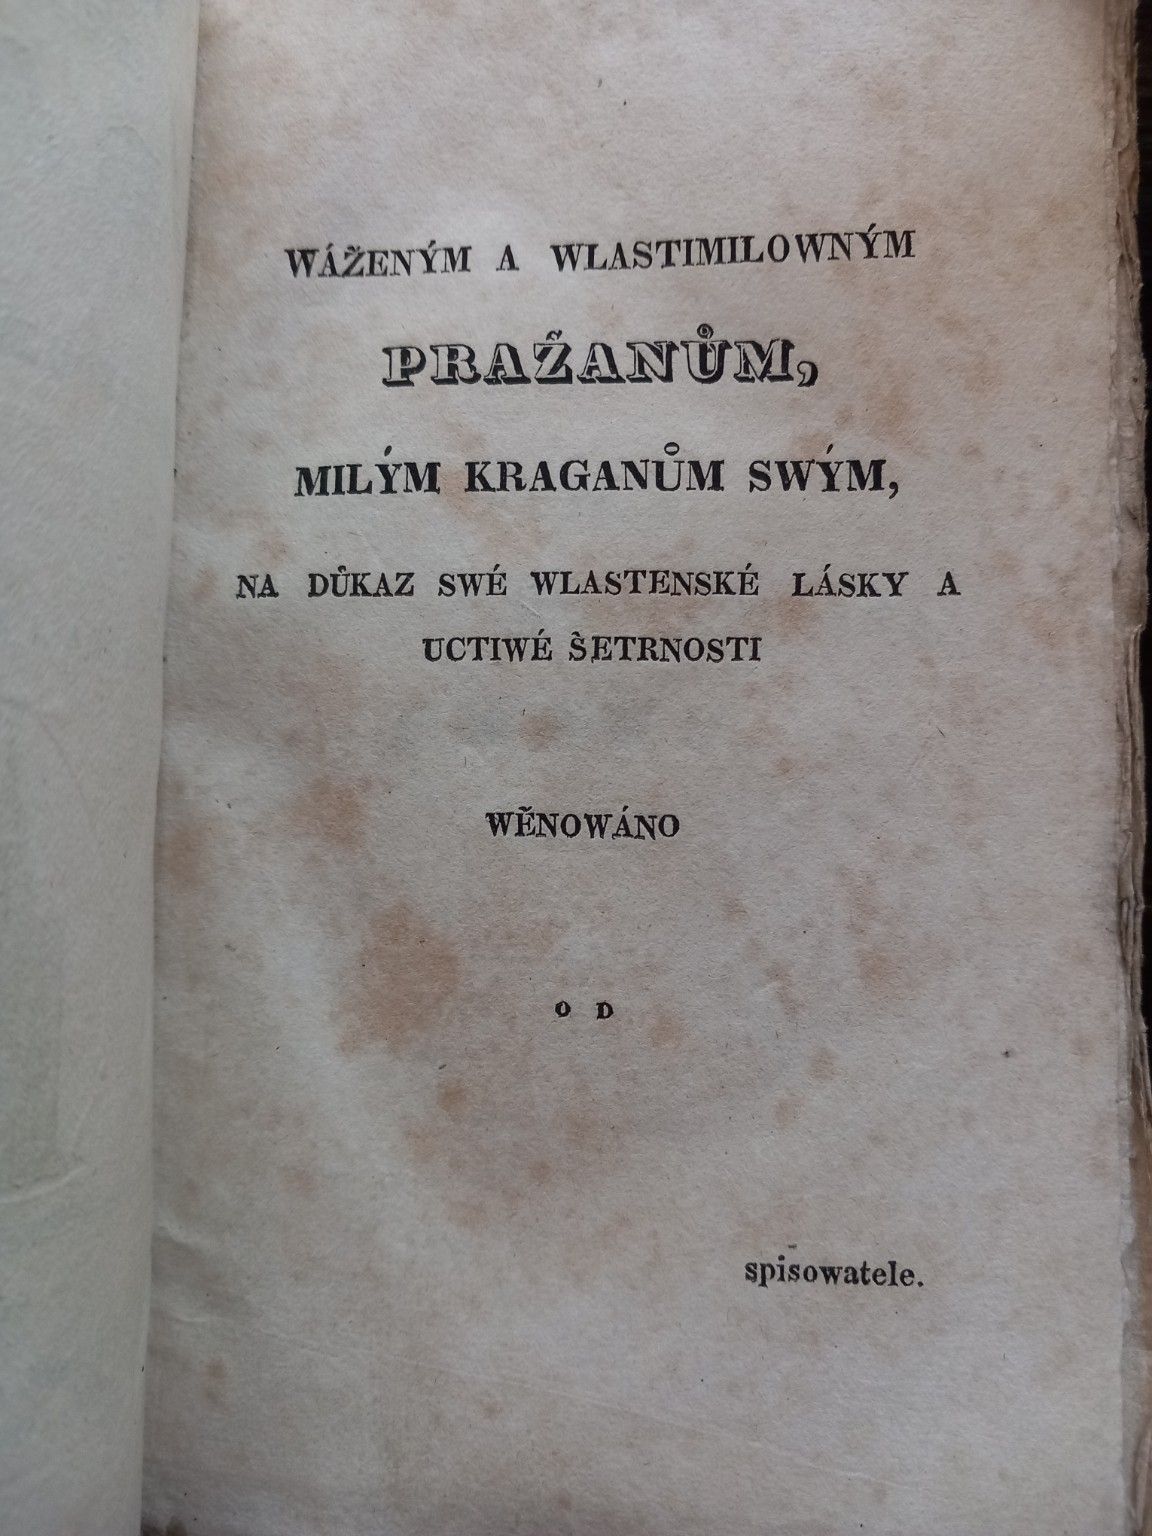 WÁŽENÝM A WLASTIMILOWNÝM
PRAŽANŮM,
MILÝM KRAGANŮM SWÝM,
NA DŮKAZ SWÉ WLASTENSKÉ LÁSKY A
UCTIWÉ ŠETRNOSTI
WĚNOWÁNO
OD
spisowatele.